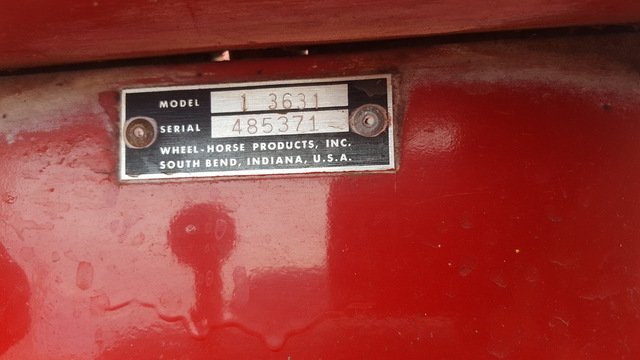 MODEL 1 3631
SERIAL 485371
WHEEL-HORSE PRODUCTS, INC.
SOUTH BEND, INDIANA, U.S.A.